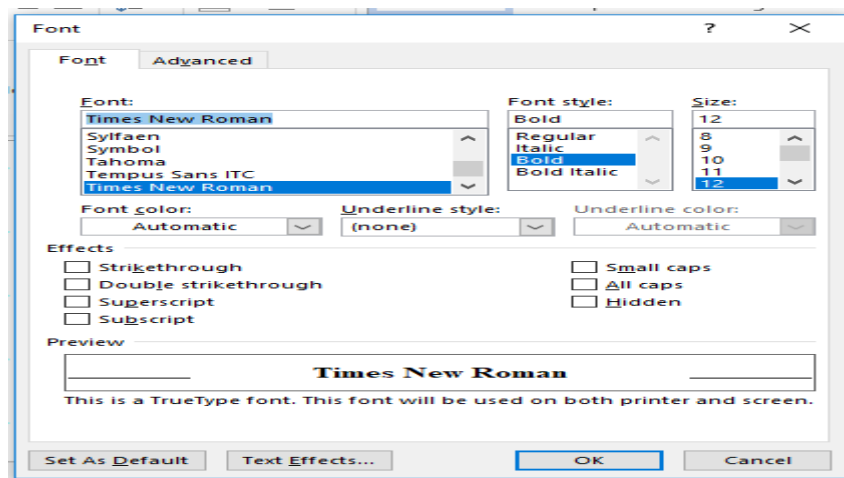 Font ?
Font Advanced
Font: Font style: Size:
Times New Roman Bold 12
Sylfaen Regular 8
Symbol Italic 9
Tahoma Bold 10
Tempus Sans ITC Bold Italic 11
Times New Roman 12
Font color: Underline style: Underline color:
Automatic (none) Automatic
Effects
Strikethrough Small caps
Double strikethrough All caps
Superscript Hidden
Subscript
Preview
Times New Roman
This is a TrueType font. This font will be used on both printer and screen.
Set As Default Text Effects... OK Cancel